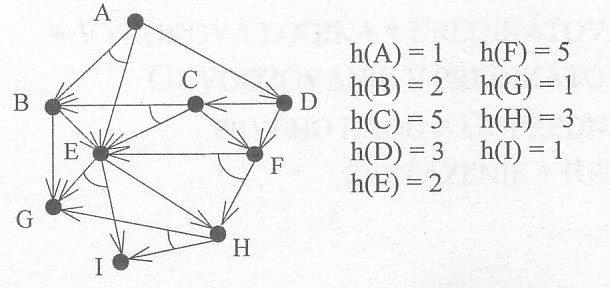 A
B
C
D
E
F
G
H
I
h(A) = 1
h(B) = 2
h(C) = 5
h(D) = 3
h(E) = 2
h(F) = 5
h(G) = 1
h(H) = 3
h(I) = 1